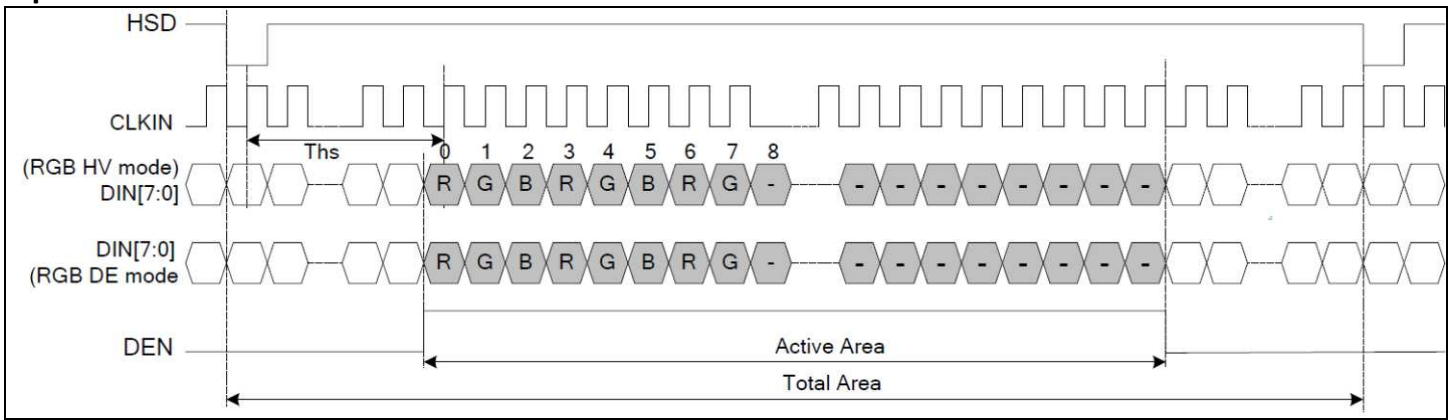 HSD
CLKIN
Ths
0 1 2 3 4 5 6 7 8
(RGB HV mode)
DIN[7:0]
R G B R G B R G - - - - - - - - -
DIN[7:0]
(RGB DE mode
R G B R G B R G - - - - - - - - -
DEN
Active Area
Total Area